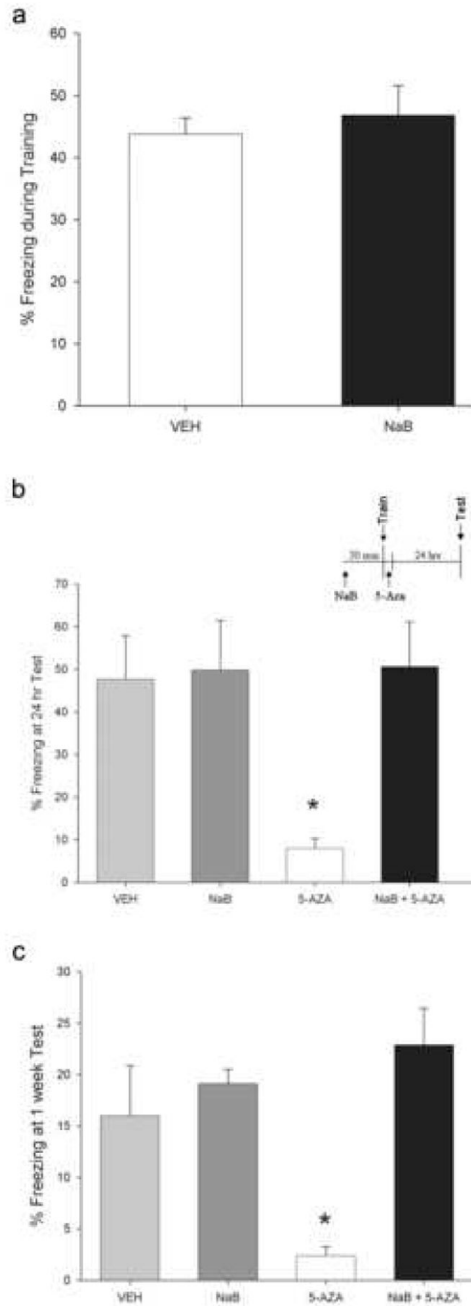 a
% Freezing during Training
60
50
40
30
20
10
0
VEH NaB
b
Train
Test
30 min 24 hr
NaB 5-Aza
% Freezing at 24 hr Test
70
60
50
40
30
20
10
0
*
VEH NaB 5-AZA NaB + 5-AZA
c
% Freezing at 1 week Test
30
25
20
15
10
5
0
*
VEH NaB 5-AZA NaB + 5-AZA